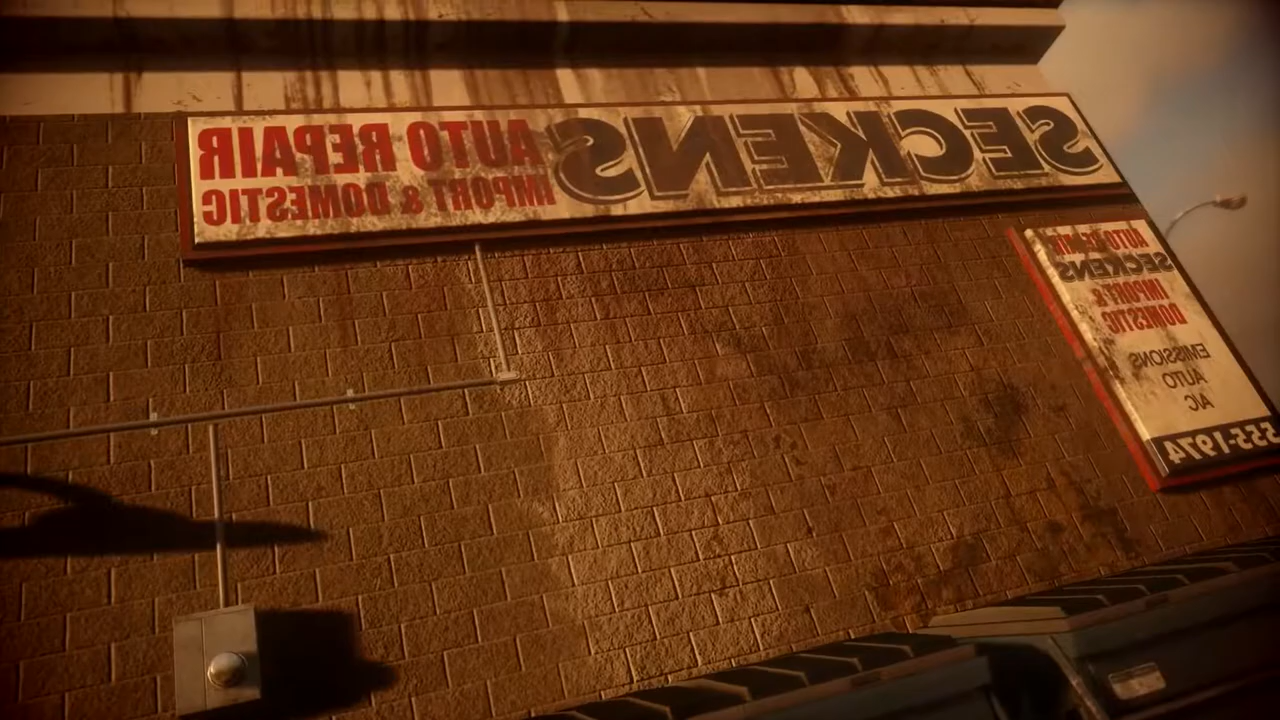 SECKENS
AUTO REPAIR
IMPORT & DOMESTIC
AUTO REPAIR
SECKENS
IMPORT &
DOMESTIC
EMISSIONS
AUTO
A/C
555-1974